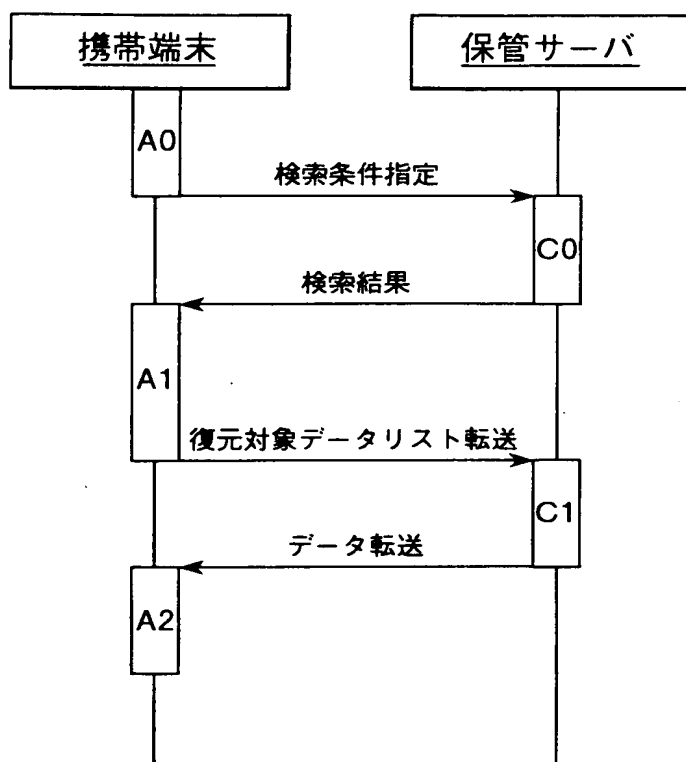 携帯端末
保管サーバ
A0
検索条件指定
C0
検索結果
A1
復元対象データリスト転送
C1
データ転送
A2